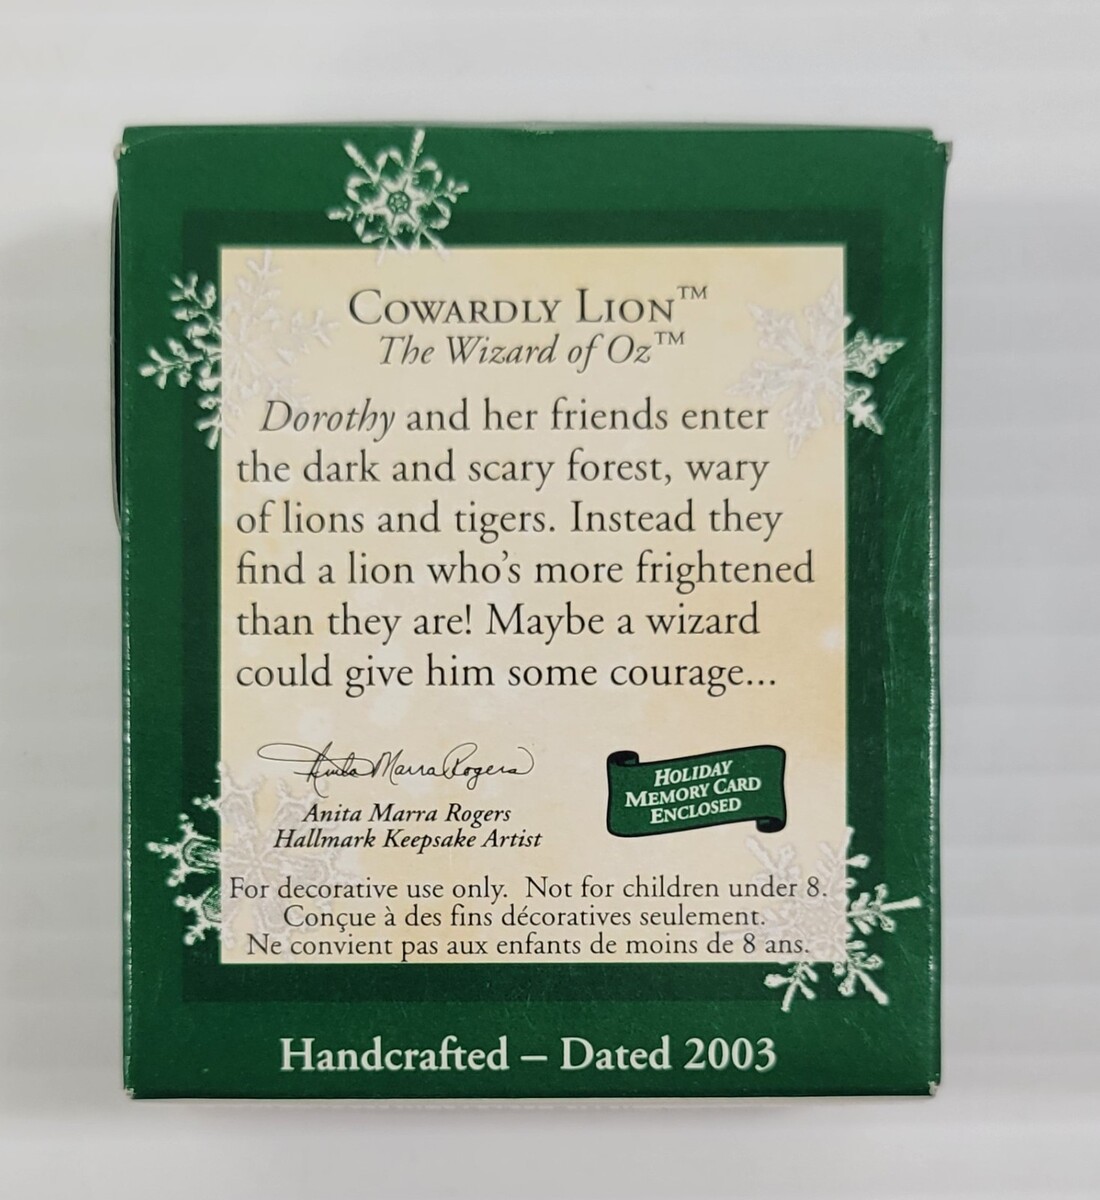 COWARDLY LION™
The Wizard of Oz™
Dorothy and her friends enter
the dark and scary forest, wary
of lions and tigers. Instead they
find a lion who's more frightened
than they are! Maybe a wizard
could give him some courage...
Anita Marra Rogers
Anita Marra Rogers
Hallmark Keepsake Artist
HOLIDAY
MEMORY CARD
ENCLOSED
For decorative use only. Not for children under 8.
Conçue à des fins décoratives seulement.
Ne convient pas aux enfants de moins de 8 ans.
Handcrafted – Dated 2003